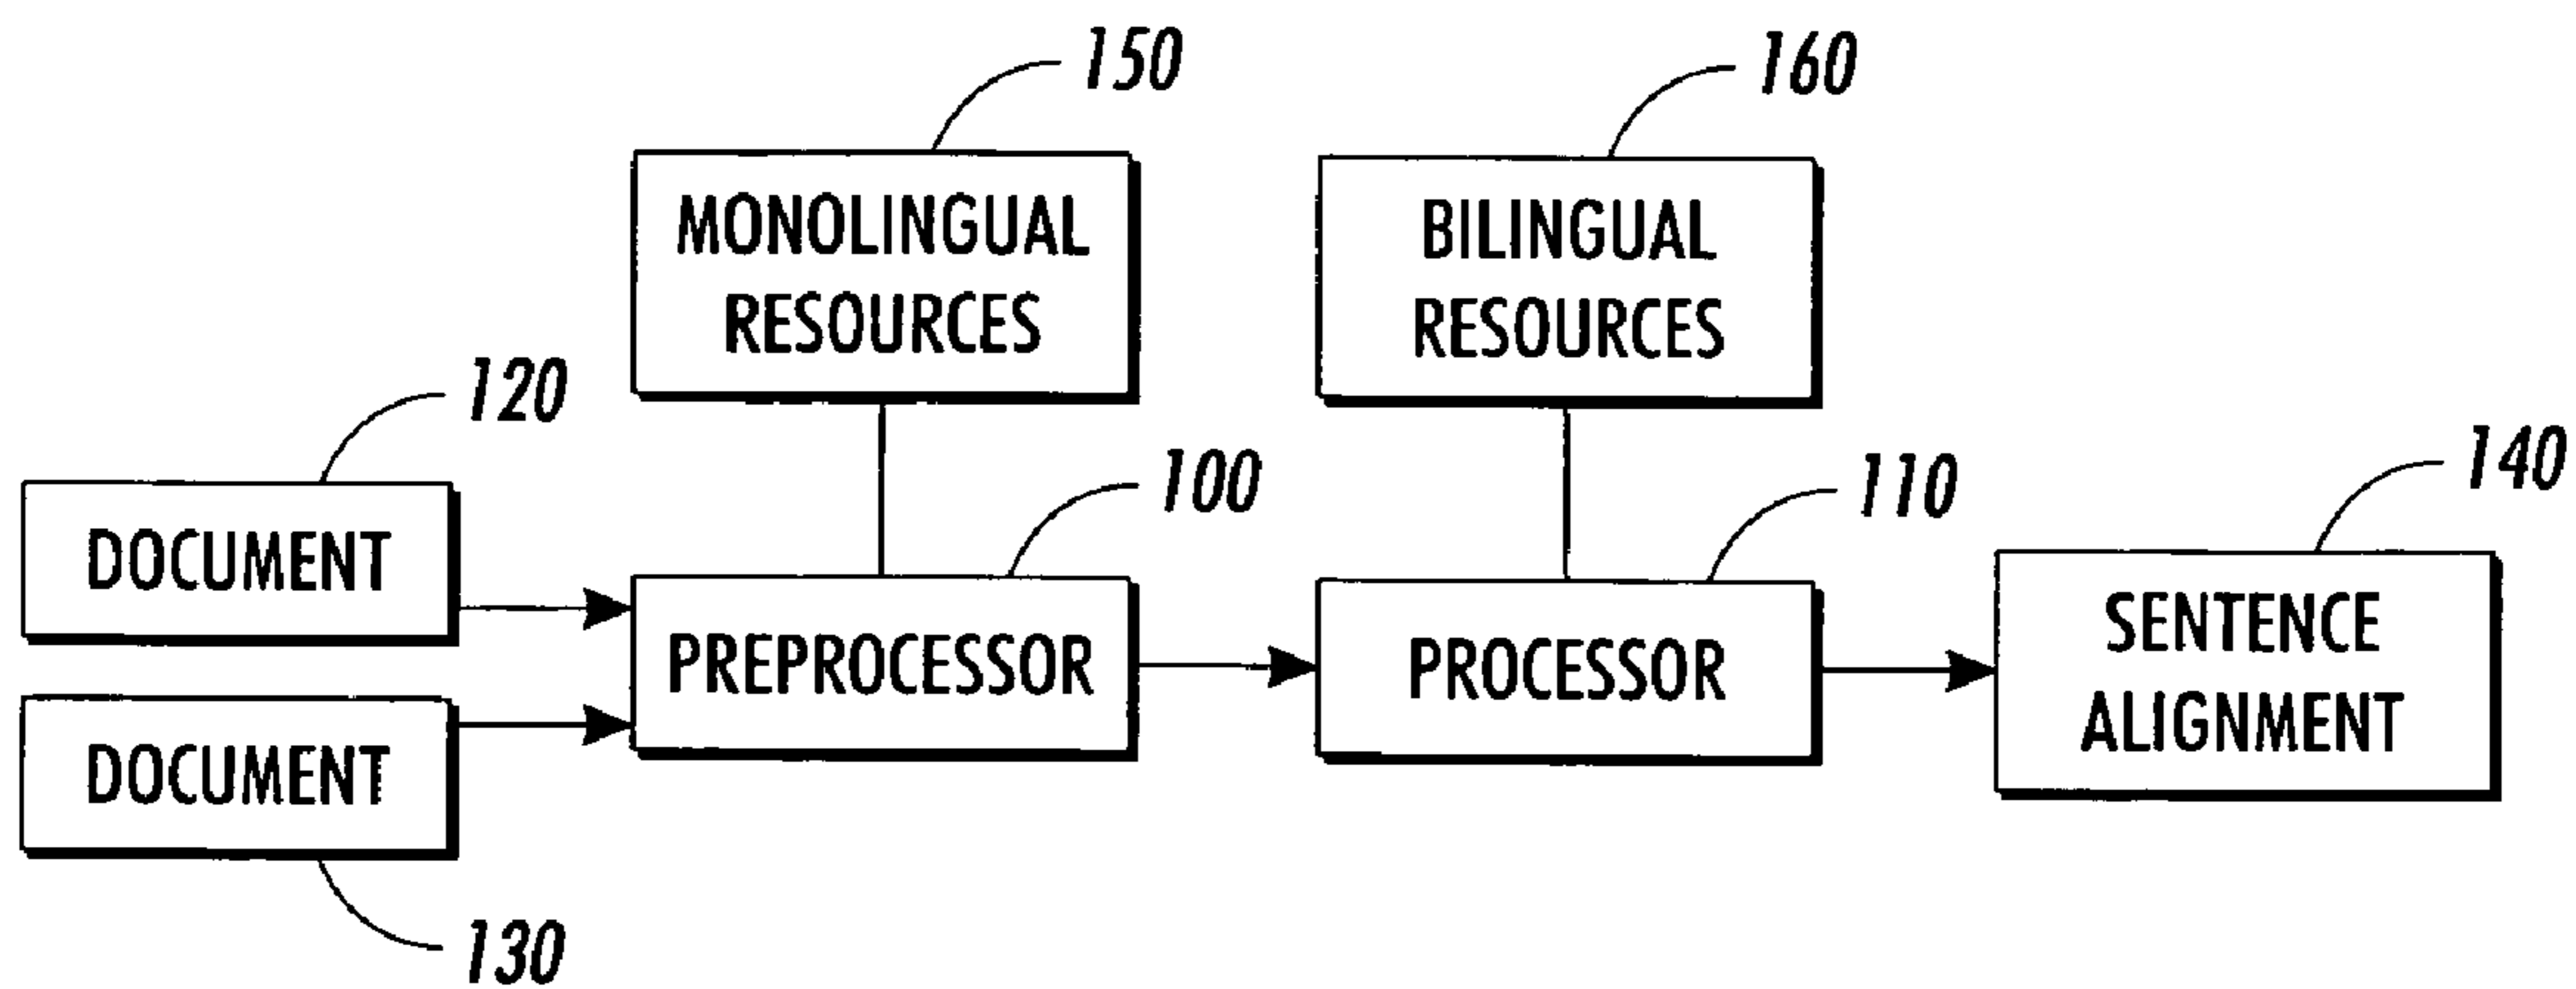 150
160
MONOLINGUAL
RESOURCES
BILINGUAL
RESOURCES
120
100
110
140
DOCUMENT
PREPROCESSOR
PROCESSOR
SENTENCE
ALIGNMENT
DOCUMENT
130